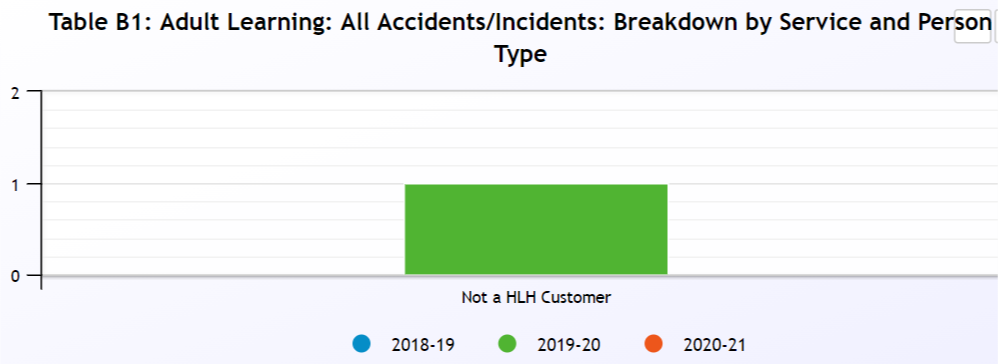 Table B1: Adult Learning: All Accidents/Incidents: Breakdown by Service and Person
Type
2
1
0
Not a HLH Customer
2018-19 2019-20 2020-21